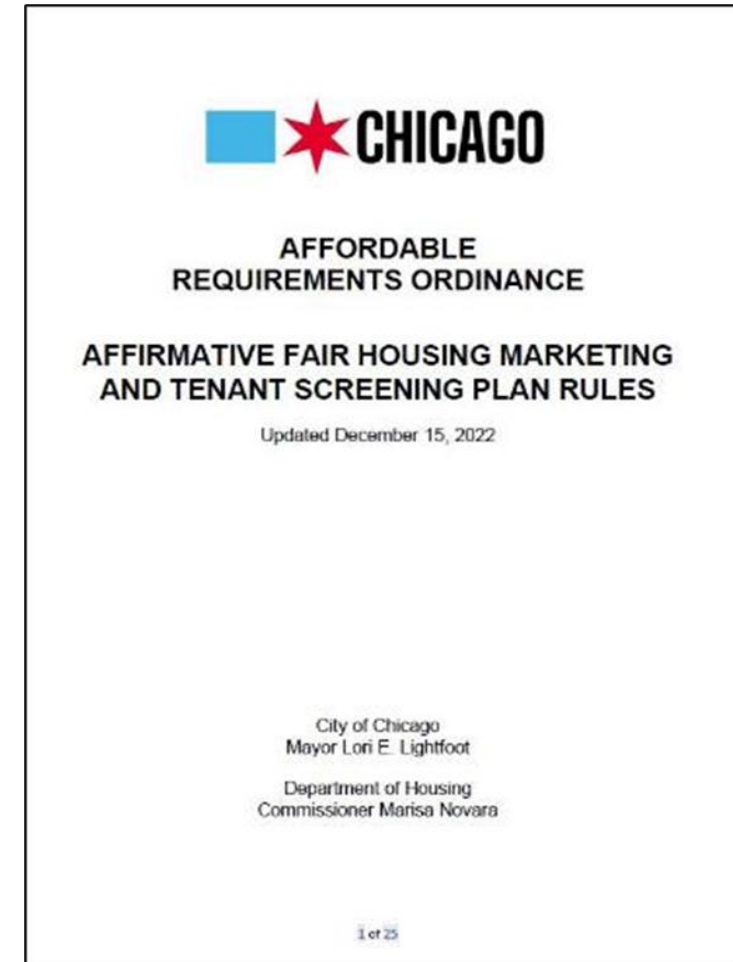 CHICAGO
AFFORDABLE
REQUIREMENTS ORDINANCE
AFFIRMATIVE FAIR HOUSING MARKETING
AND TENANT SCREENING PLAN RULES
Updated December 15, 2022
City of Chicago
Mayor Lori E. Lightfoot
Department of Housing
Commissioner Marisa Novara
1 of 25